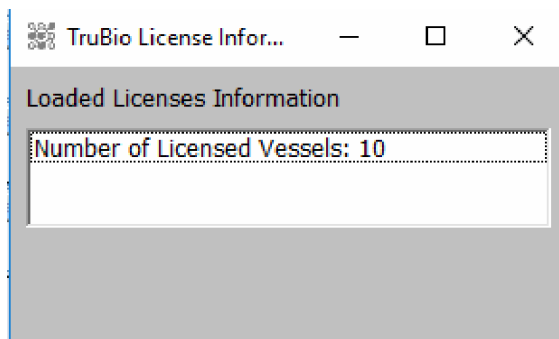 TruBio License Infor...
Loaded Licenses Information
Number of Licensed Vessels: 10